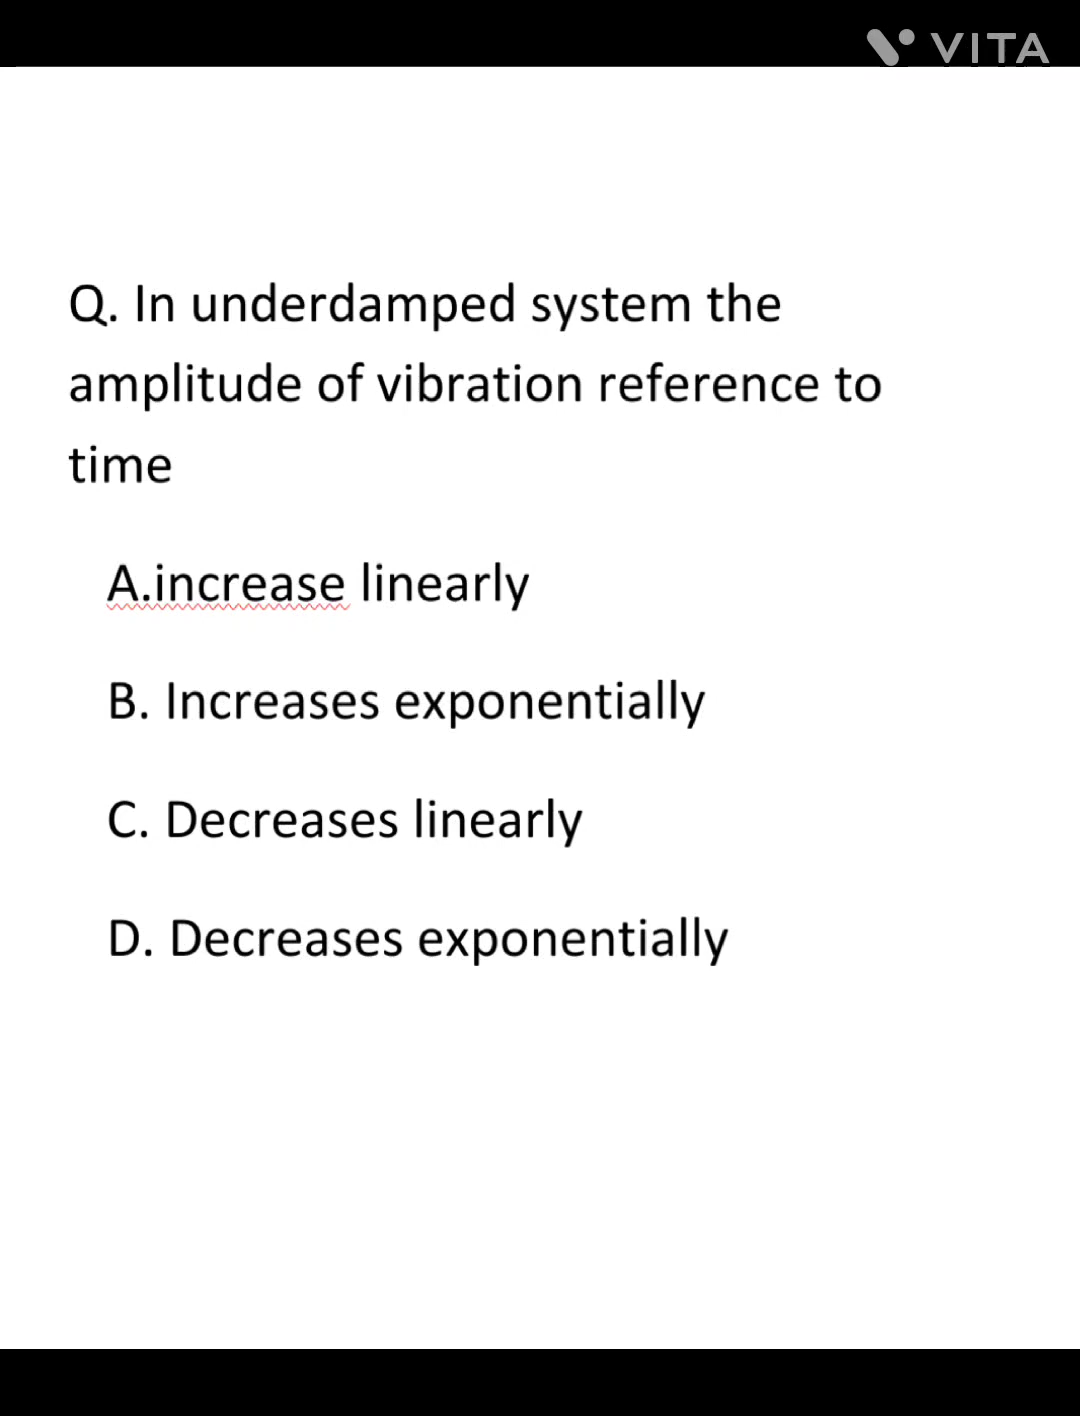 VITA
Q. In underdamped system the
amplitude of vibration reference to
time
A.increase linearly
B. Increases exponentially
C. Decreases linearly
D. Decreases exponentially